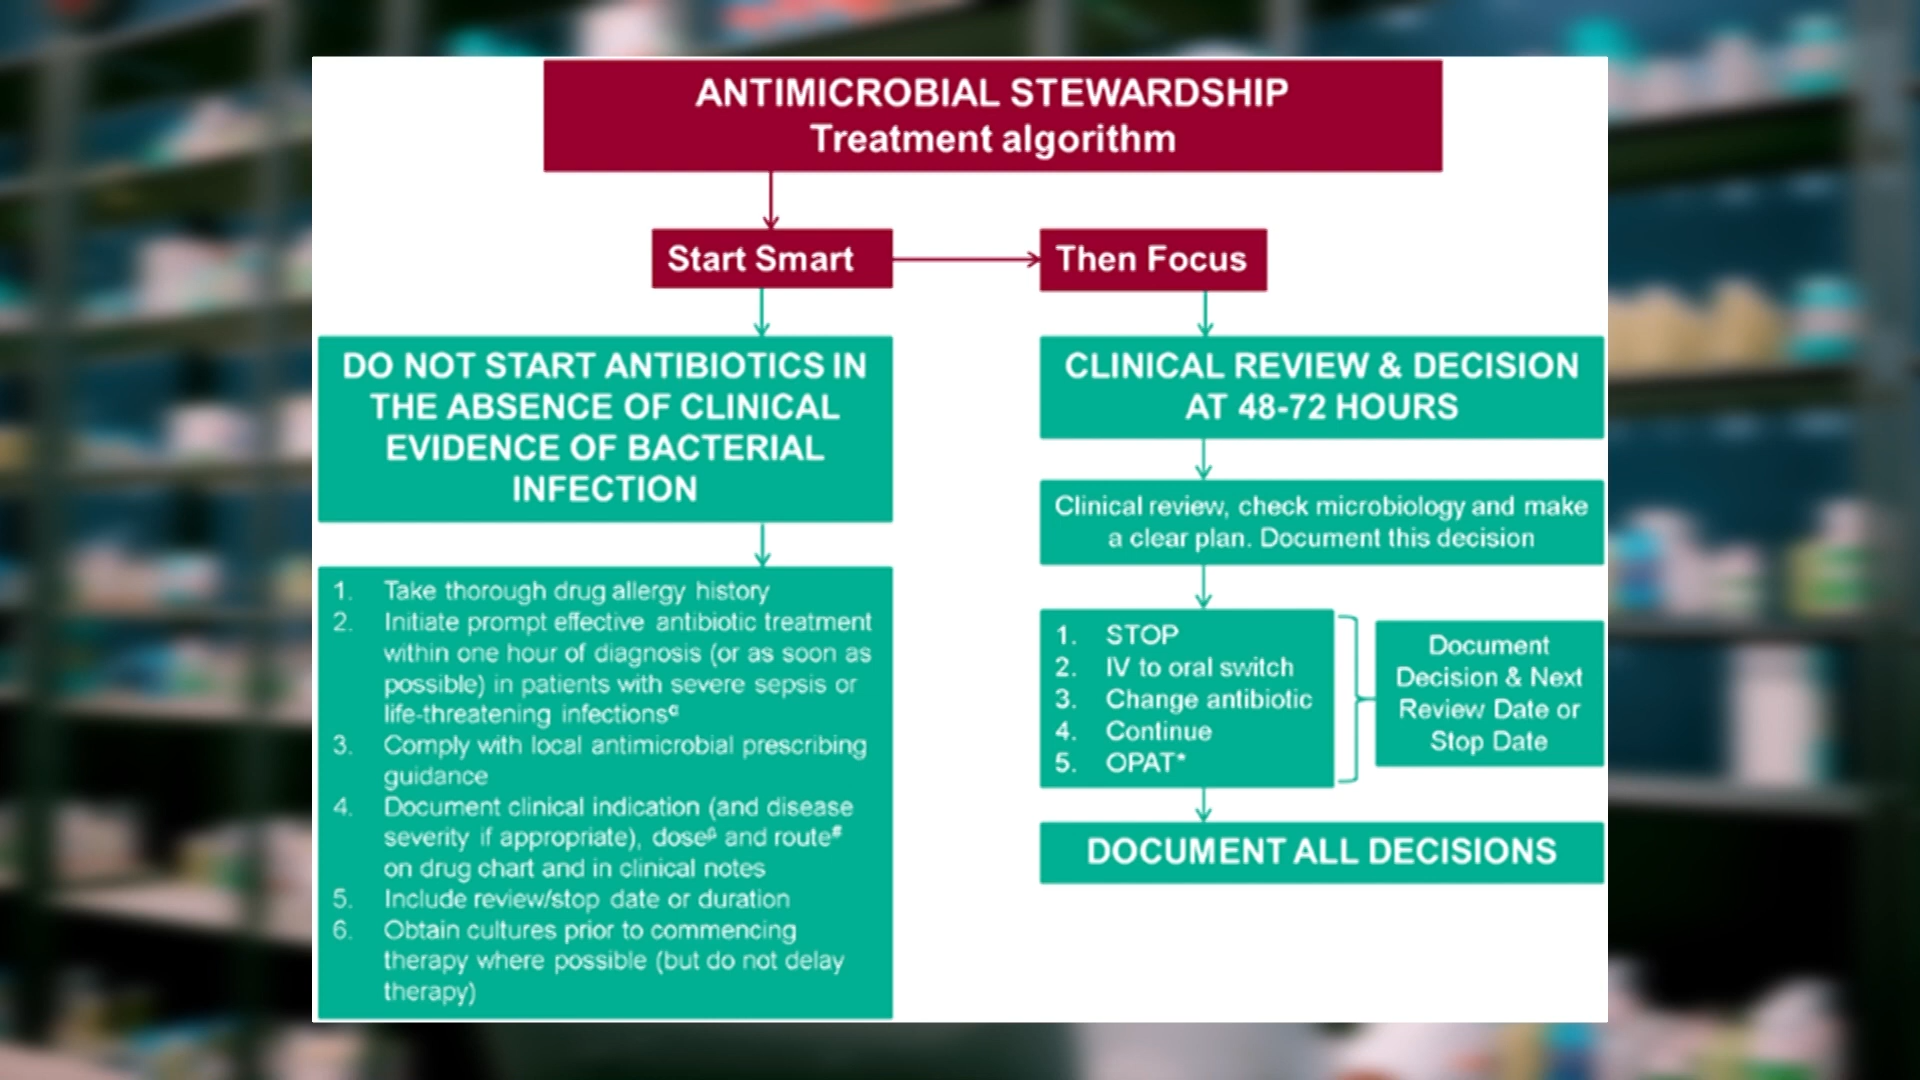 ANTIMICROBIAL STEWARDSHIP
Treatment algorithm
Start Smart
Then Focus
DO NOT START ANTIBIOTICS IN
THE ABSENCE OF CLINICAL
EVIDENCE OF BACTERIAL
INFECTION
1. Take thorough drug allergy history
2. Initiate prompt effective antibiotic treatment
within one hour of diagnosis (or as soon as
possible) in patients with severe sepsis or
life-threatening infectionsα
3. Comply with local antimicrobial prescribing
guidance
4. Document clinical indication (and disease
severity if appropriate), doseᵝ and route#
on drug chart and in clinical notes
5. Include review/stop date or duration
6. Obtain cultures prior to commencing
therapy where possible (but do not delay
therapy)
CLINICAL REVIEW & DECISION
AT 48-72 HOURS
Clinical review, check microbiology and make
a clear plan. Document this decision
1. STOP
2. IV to oral switch
3. Change antibiotic
4. Continue
5. OPAT*
Document
Decision & Next
Review Date or
Stop Date
DOCUMENT ALL DECISIONS